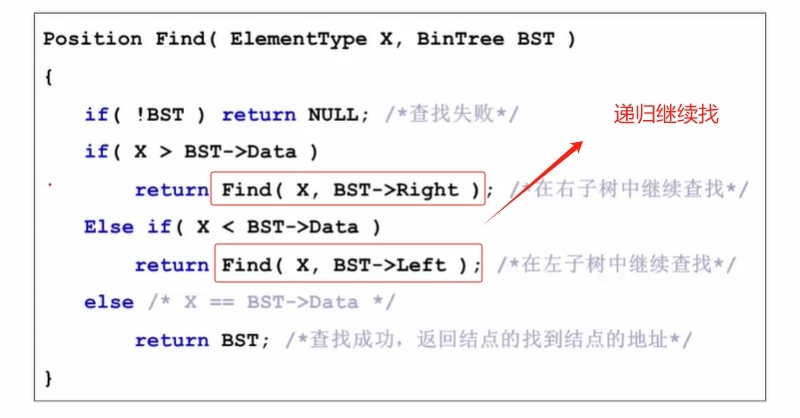 Position Find( ElementType X, BinTree BST )
{
if( !BST ) return NULL; /*查找失败*/
递归继续找
if( X > BST->Data )
return Find( X, BST->Right ); /*在右子树中继续查找*/
Else if( X < BST->Data )
return Find( X, BST->Left ); /*在左子树中继续查找*/
else /* X == BST->Data */
return BST; /*查找成功，返回结点的找到结点的地址*/
}